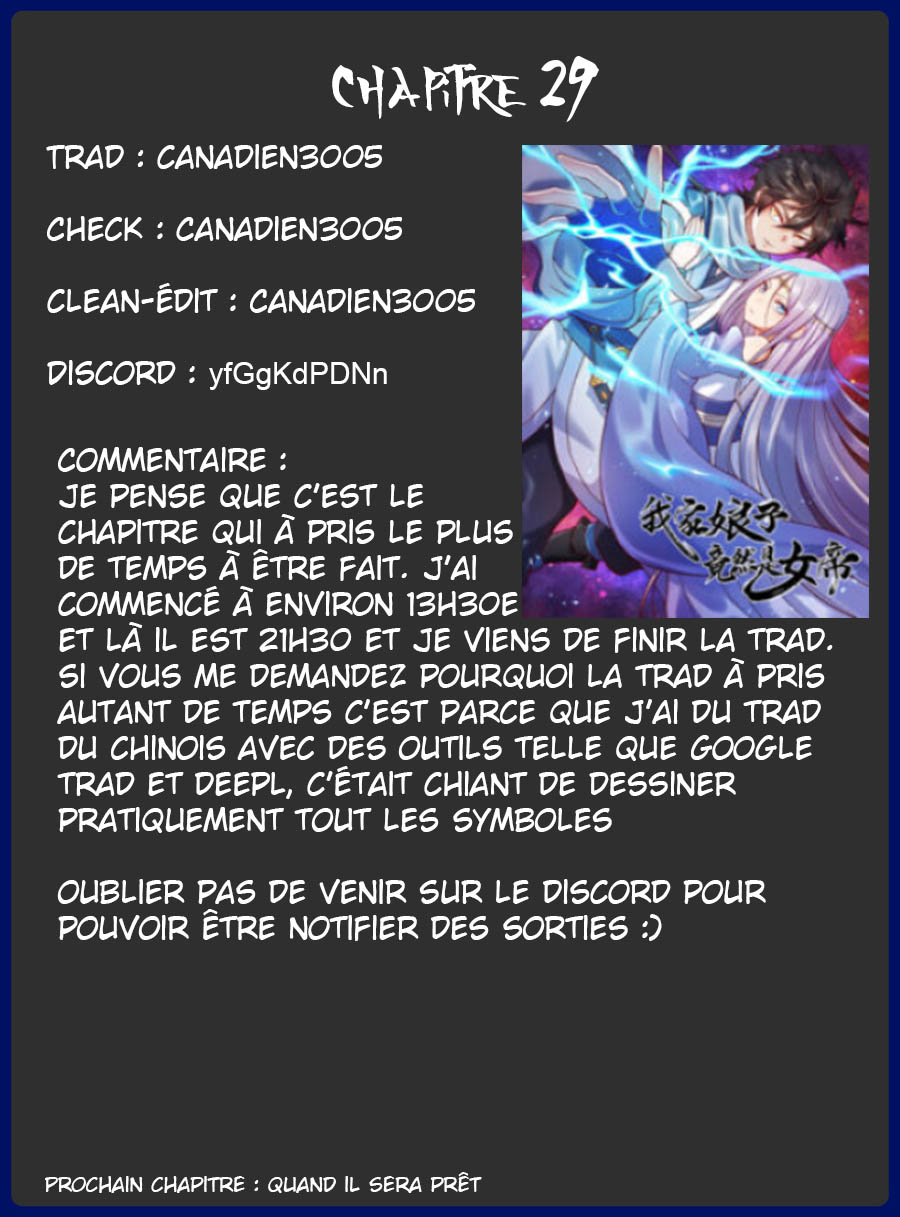 CHAPITRE 29
TRAD : CANADIEN3005
CHECK : CANADIEN3005
CLEAN-ÉDIT : CANADIEN3005
DISCORD : yfGgKdPDNn
COMMENTAIRE :
JE PENSE QUE C'EST LE
CHAPITRE QUI À PRIS LE PLUS
DE TEMPS À ÊTRE FAIT. J'AI
COMMENCÉ À ENVIRON 13H30E
ET LÀ IL EST 21H30 ET JE VIENS DE FINIR LA TRAD.
SI VOUS ME DEMANDEZ POURQUOI LA TRAD À PRIS
AUTANT DE TEMPS C'EST PARCE QUE J'AI DU TRAD
DU CHINOIS AVEC DES OUTILS TELLE QUE GOOGLE
TRAD ET DEEPL, C'ÉTAIT CHIANT DE DESSINER
PRATIQUEMENT TOUT LES SYMBOLES
OUBLIER PAS DE VENIR SUR LE DISCORD POUR
POUVOIR ÊTRE NOTIFIER DES SORTIES :)
我家娘子
竟然是女帝
PROCHAIN CHAPITRE : QUAND IL SERA PRÊT